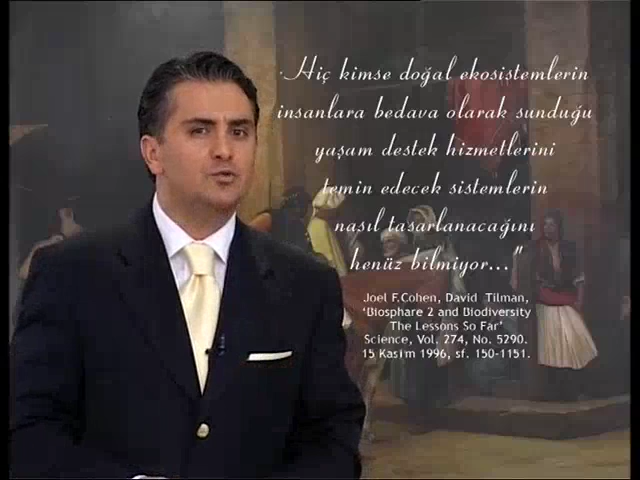 "Hiç kimse doğal ekosistemlerin
insanlara bedava olarak sunduğu
yaşam destek hizmetlerini
temin edecek sistemlerin
nasıl tasarlanacağını
henüz bilmiyor..."
Joel F.Cohen, David Tilman,
‘Biosphare 2 and Biodiversity
The Lessons So Far’
Science, Vol. 274, No. 5290.
15 Kasım 1996, sf. 150-1151.